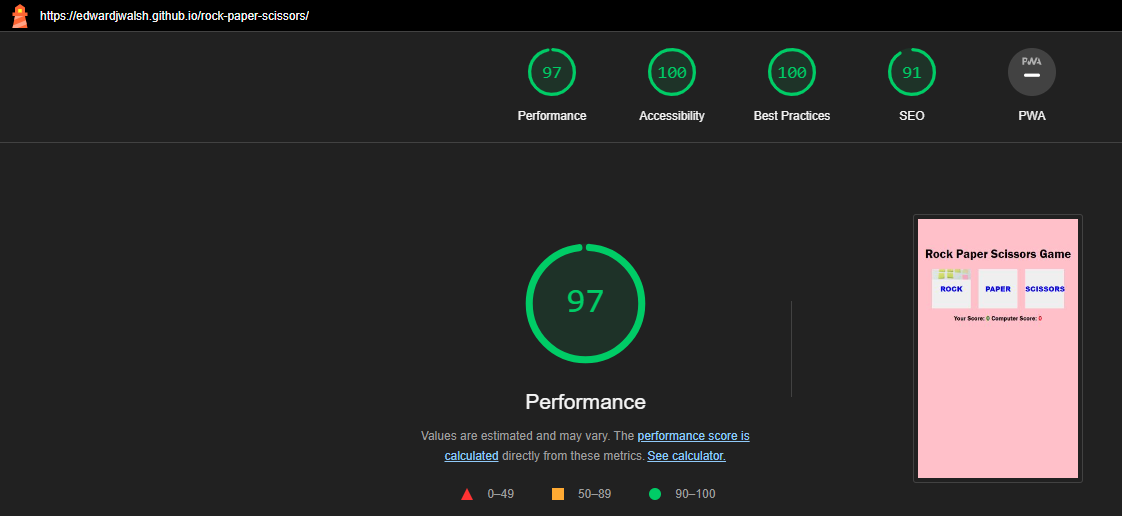 https://edwardjwalsh.github.io/rock-paper-scissors/
97 100 100 91 PWA
Performance Accessibility Best Practices SEO PWA
97
Performance
Values are estimated and may vary. The performance score is
calculated directly from these metrics. See calculator.
0–49 50–89 90–100
Rock Paper Scissors Game
ROCK PAPER SCISSORS
Your Score: 0 Computer Score: 0